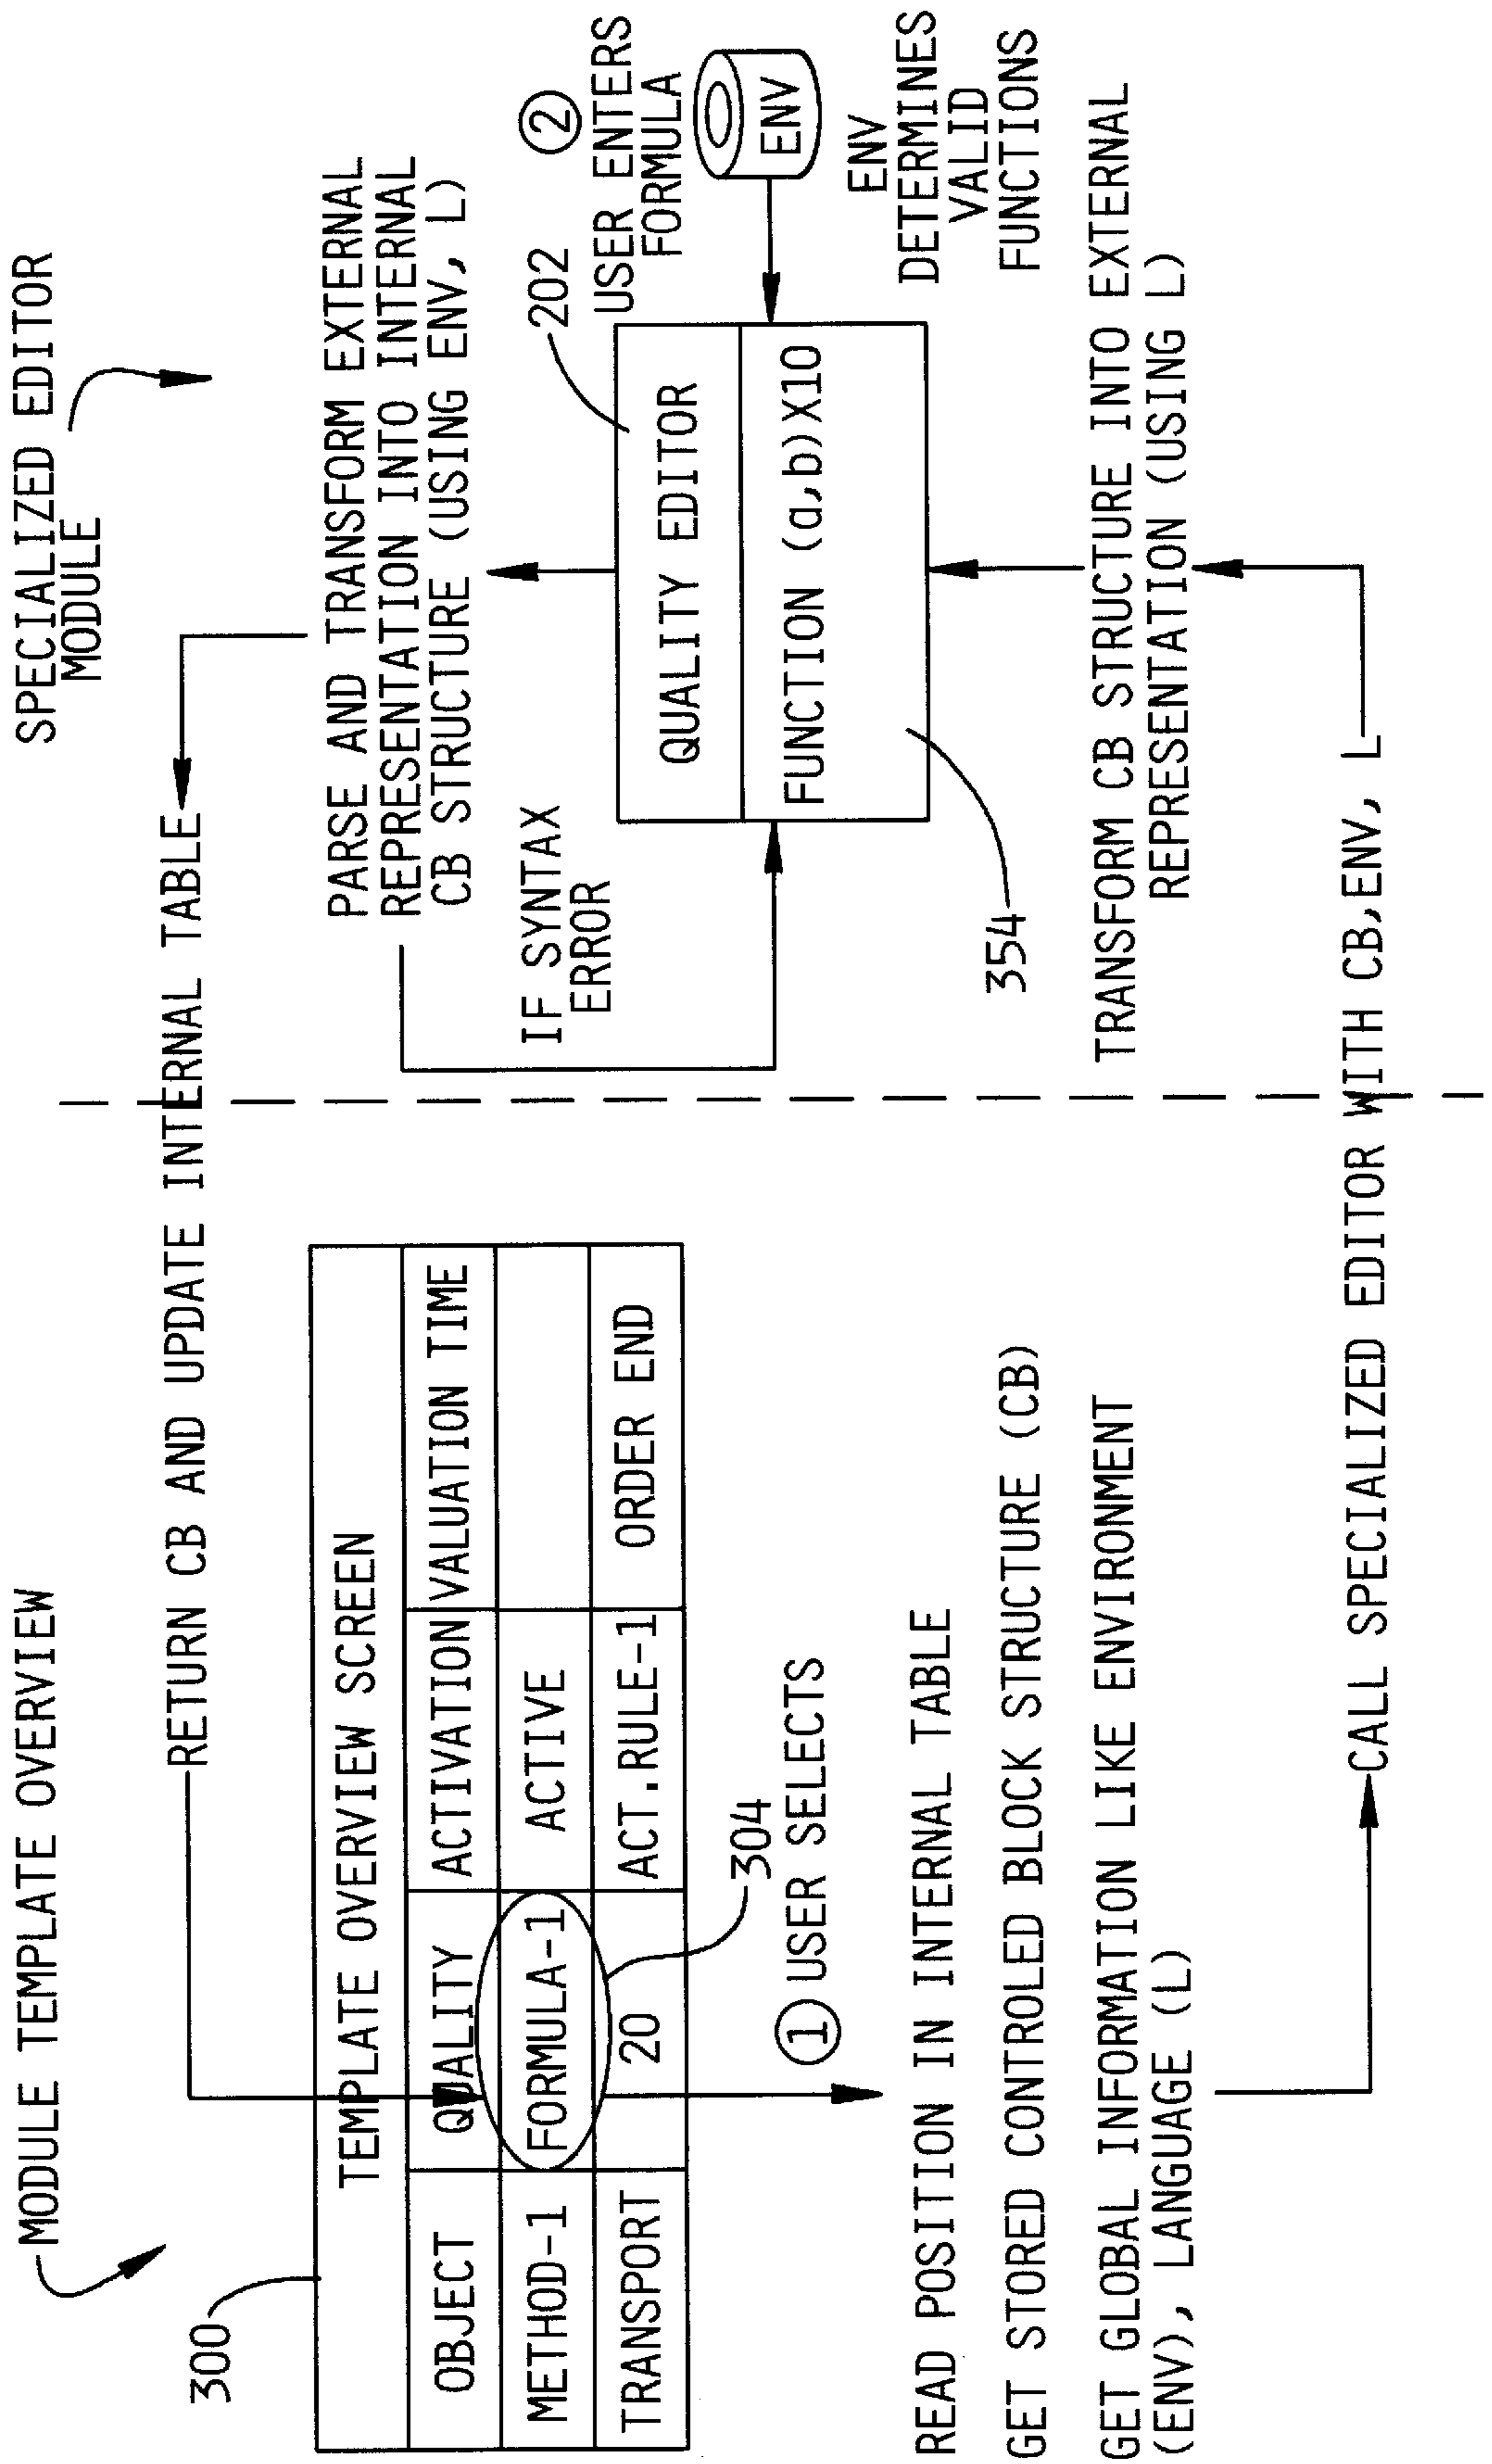 MODULE TEMPLATE OVERVIEW
300
TEMPLATE OVERVIEW SCREEN
OBJECT QUALITY ACTIVATION VALUATION TIME
METHOD-1 FORMULA-1 ACTIVE
TRANSPORT 20 ACT.RULE-1 ORDER END
304
1 USER SELECTS
READ POSITION IN INTERNAL TABLE
GET STORED CONTROLED BLOCK STRUCTURE (CB)
GET GLOBAL INFORMATION LIKE ENVIRONMENT
(ENV), LANGUAGE (L)
CALL SPECIALIZED EDITOR WITH CB,ENV, L
RETURN CB AND UPDATE INTERNAL TABLE
SPECIALIZED EDITOR
MODULE
PARSE AND TRANSFORM EXTERNAL
REPRESENTATION INTO INTERNAL
CB STRUCTURE (USING ENV, L)
IF SYNTAX
ERROR
202
2
USER ENTERS
FORMULA
QUALITY EDITOR
FUNCTION (a,b)X10
ENV
ENV
DETERMINES
VALID
FUNCTIONS
354
TRANSFORM CB STRUCTURE INTO EXTERNAL
REPRESENTATION (USING L)